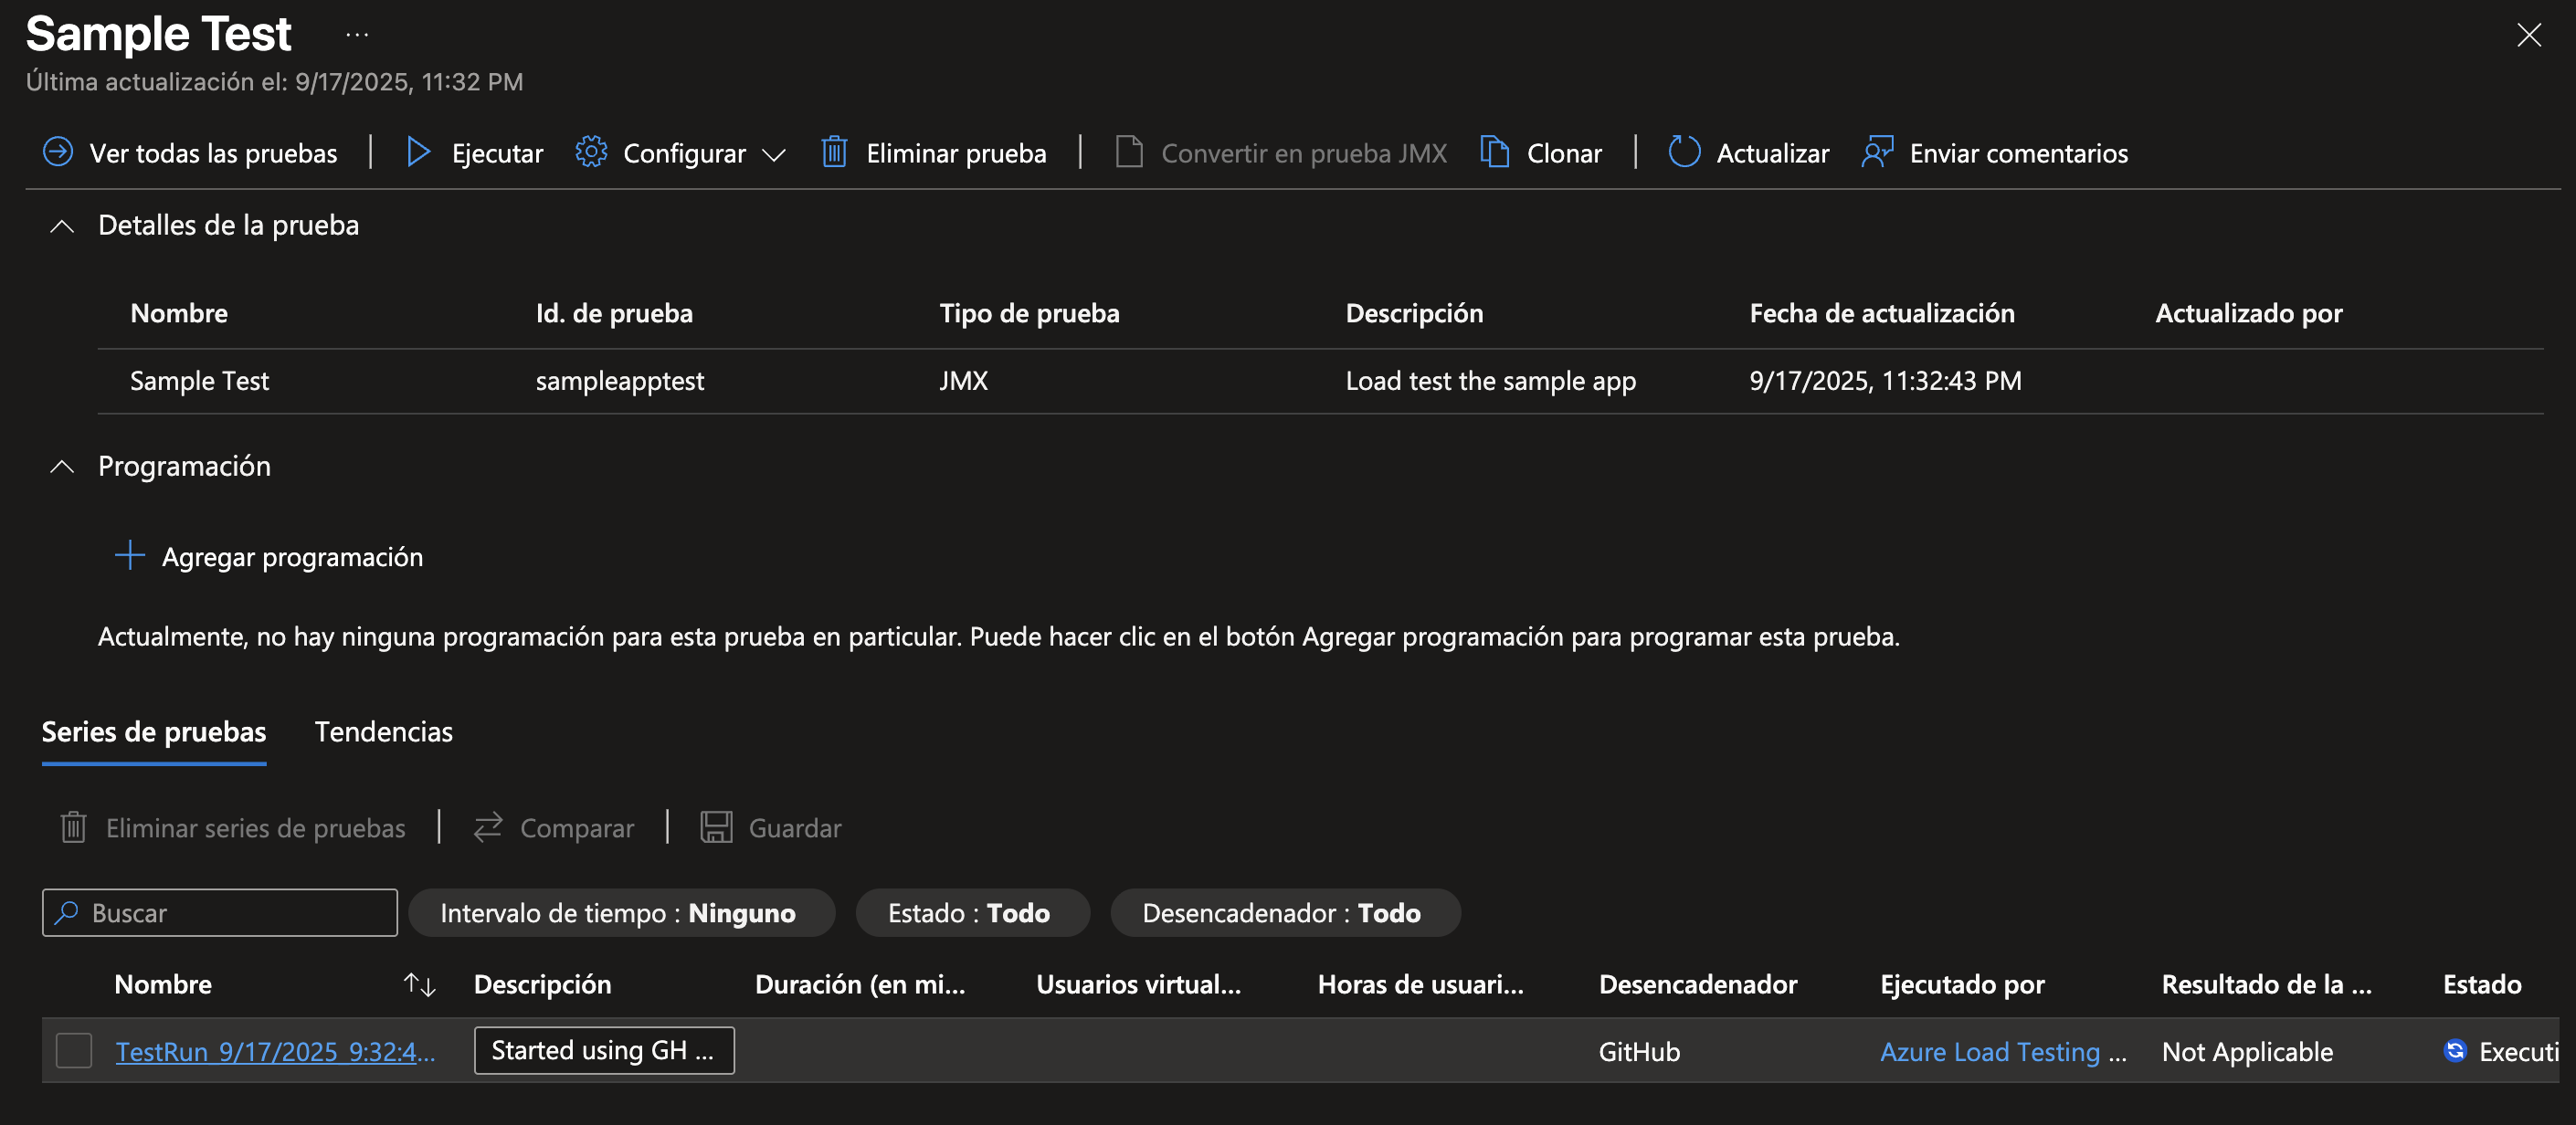 Sample Test ...
Última actualización el: 9/17/2025, 11:32 PM
Ver todas las pruebas | Ejecutar Configurar Eliminar prueba | Convertir en prueba JMX Clonar | Actualizar Enviar comentarios
Detalles de la prueba
Nombre Id. de prueba Tipo de prueba Descripción Fecha de actualización Actualizado por
Sample Test sampleapptest JMX Load test the sample app 9/17/2025, 11:32:43 PM
Programación
Agregar programación
Actualmente, no hay ninguna programación para esta prueba en particular. Puede hacer clic en el botón Agregar programación para programar esta prueba.
Series de pruebas Tendencias
Eliminar series de pruebas | Comparar | Guardar
Buscar Intervalo de tiempo : Ninguno Estado : Todo Desencadenador : Todo
Nombre Descripción Duración (en mi... Usuarios virtual... Horas de usuari... Desencadenador Ejecutado por Resultado de la ... Estado
TestRun_9/17/2025_9:32:4... Started using GH ... GitHub Azure Load Testing ... Not Applicable Executi